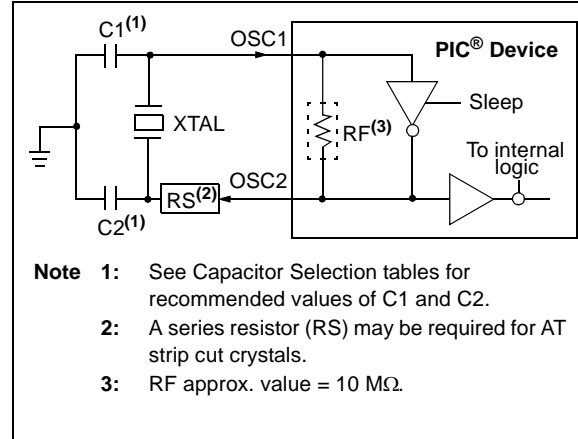 C1(1)
OSC1
PIC® Device
Sleep
XTAL
RF(3)
To internal
logic
OSC2
RS(2)
C2(1)
Note 1: See Capacitor Selection tables for
recommended values of C1 and C2.
2: A series resistor (RS) may be required for AT
strip cut crystals.
3: RF approx. value = 10 MΩ.